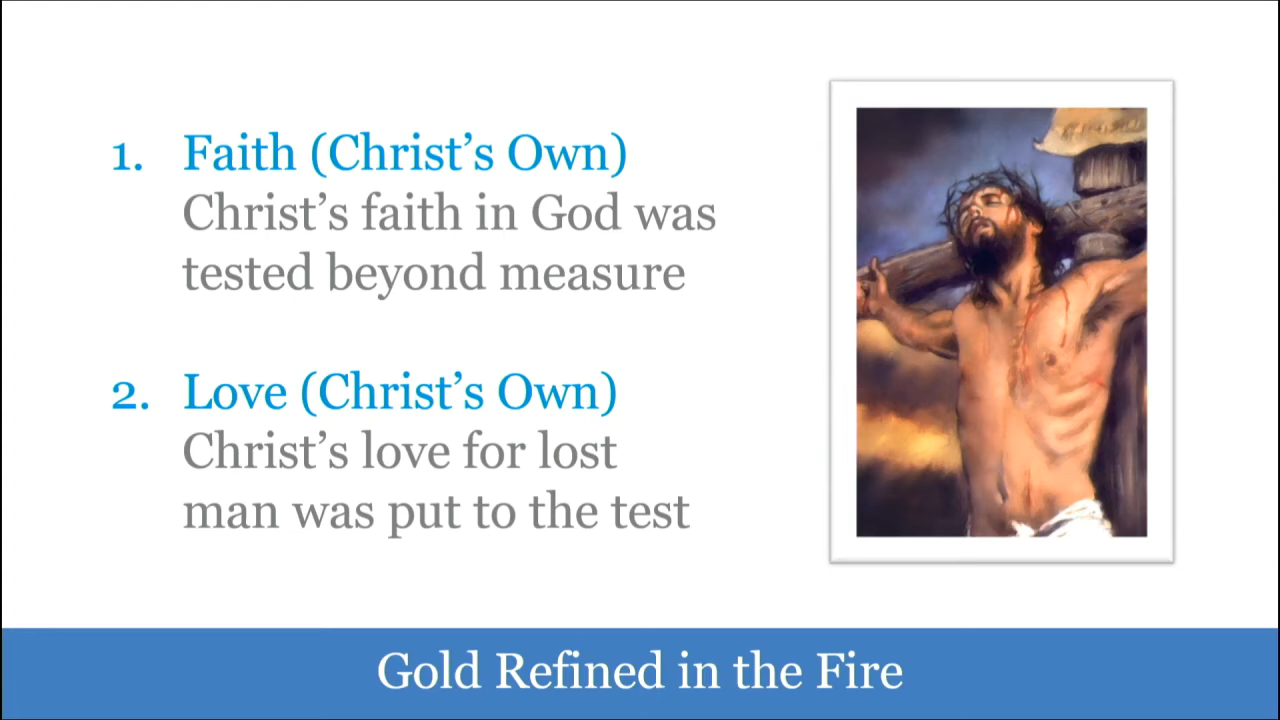 1. Faith (Christ’s Own)
Christ’s faith in God was
tested beyond measure
2. Love (Christ’s Own)
Christ’s love for lost
man was put to the test
Gold Refined in the Fire